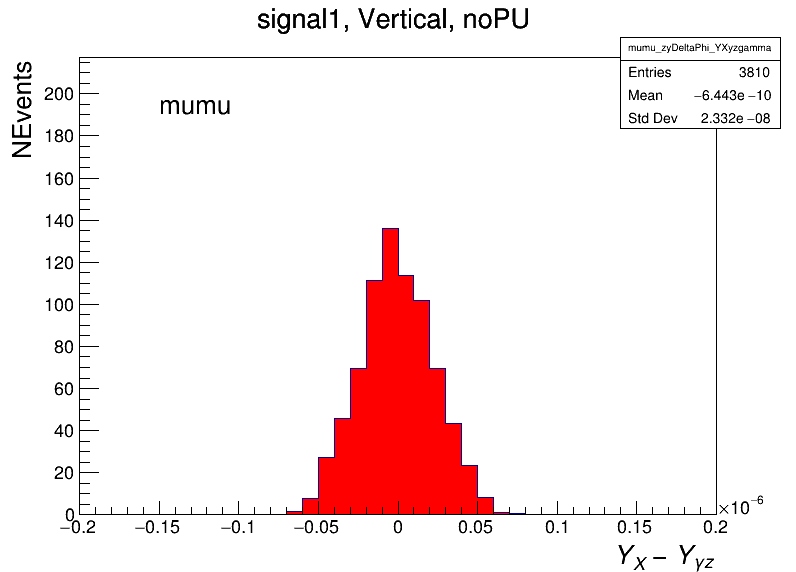 signal1, Vertical, noPU
mumu_zyDeltaPhi_YXyzgamma
Entries 3810
Mean −6.443e−10
Std Dev 2.332e−08
mumu
NEvents
200
180
160
140
120
100
80
60
40
20
0
−0.2 −0.15 −0.1 −0.05 0 0.05 0.1 0.15 0.2
×10⁻⁶
Y_X − Y_γz